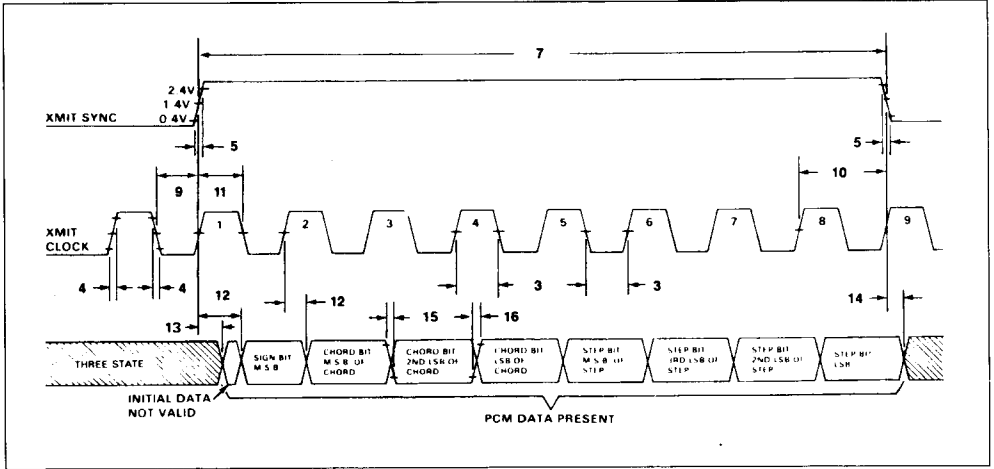 7
2.4V
1 4V
0 4V
XMIT SYNC
5
5
9
11
10
XMIT
CLOCK
1
2
3
4
5
6
7
8
9
4
4
3
3
12
12
13
15
16
14
THREE STATE
SIGN BIT
M.S.B
CHORD BIT
M.S.B. OF
CHORD
CHORD BIT
2ND LSB OF
CHORD
CHORD BIT
LSB OF
CHORD
STEP BIT
M.S.B OF
STEP
STEP BIT
3RD LSB OF
STEP
STEP BIT
2ND LSB OF
STEP
STEP BIT
LSB
INITIAL DATA
NOT VALID
PCM DATA PRESENT